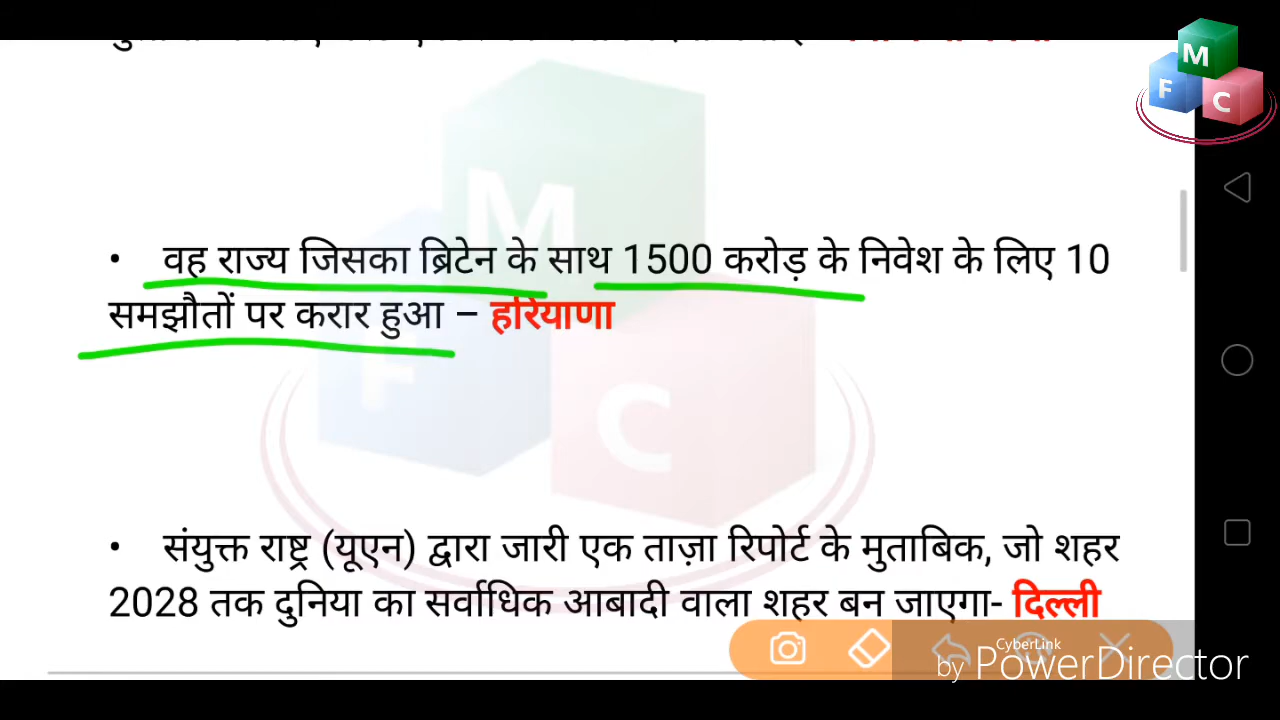 M
F
C
M
• वह राज्य जिसका ब्रिटेन के साथ 1500 करोड़ के निवेश के लिए 10
समझौतों पर करार हुआ – हरियाणा
F
C
• संयुक्त राष्ट्र (यूएन) द्वारा जारी एक ताज़ा रिपोर्ट के मुताबिक, जो शहर
2028 तक दुनिया का सर्वाधिक आबादी वाला शहर बन जाएगा- दिल्ली
CyberLink
by PowerDirector